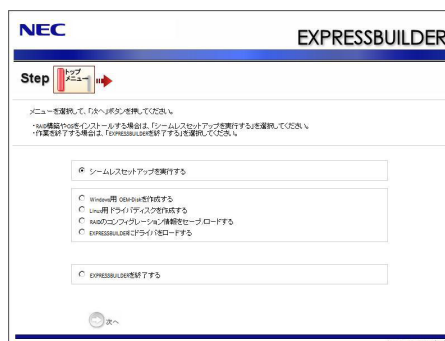 NEC
EXPRESSBUILDER
Step
トップ
メニュー
メニューを選択して、「次へ」ボタンを押してください。
・RAID構築やOSをインストールする場合は、「シームレスセットアップを実行する」を選択してください。
・作業を終了する場合は、「EXPRESSBUILDERを終了する」を選択してください。
シームレスセットアップを実行する
Windows用 OEM-Diskを作成する
Linux用ドライバディスクを作成する
RAIDのコンフィグレーション情報をセーブ、ロードする
EXPRESSBUILDERにドライバをロードする
EXPRESSBUILDERを終了する
次へ